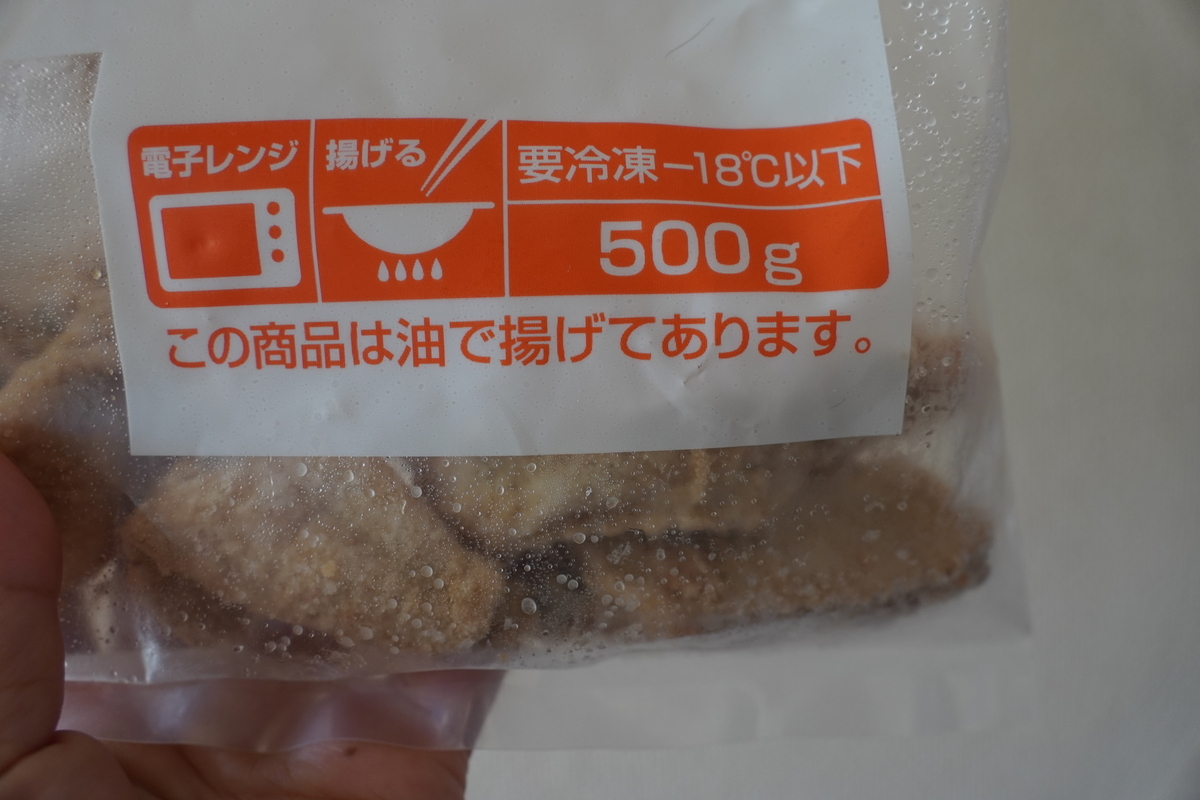 電子レンジ
揚げる
要冷凍−18℃以下
500g
この商品は油で揚げてあります。